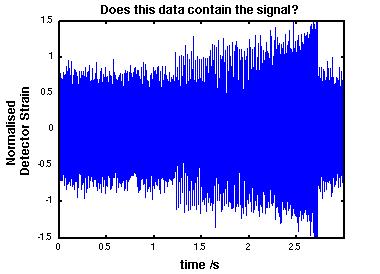 Does this data contain the signal?
Normalised
Detector Strain
1.5
1
0.5
0
-0.5
-1
-1.5
0 0.5 1 1.5 2 2.5
time /s